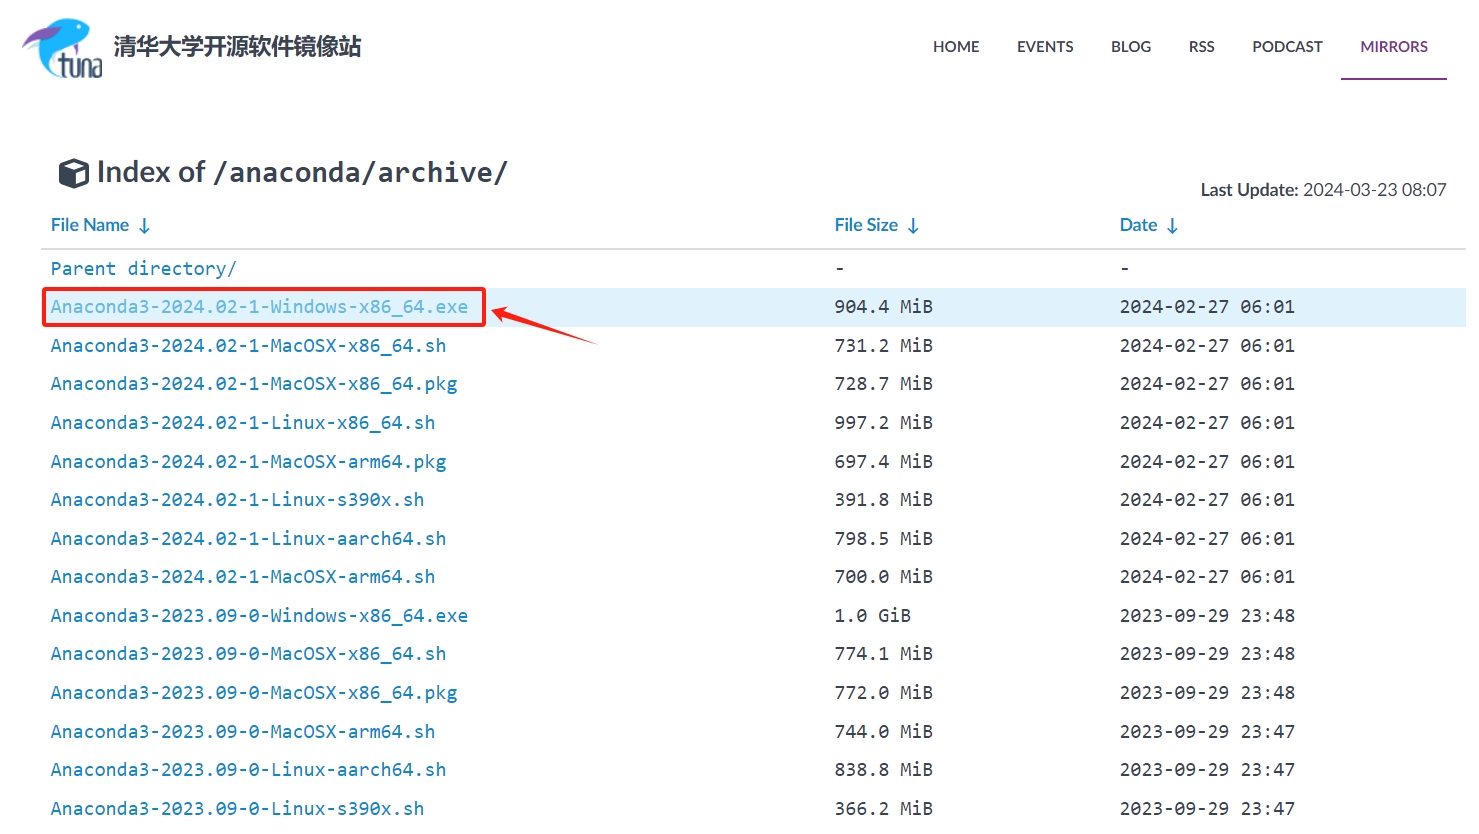 tuna 清华大学开源软件镜像站 HOME EVENTS BLOG RSS PODCAST MIRRORS
Index of /anaconda/archive/
Last Update: 2024-03-23 08:07
File Name ↓ File Size ↓ Date ↓
Parent directory/ - -
Anaconda3-2024.02-1-Windows-x86_64.exe 904.4 MiB 2024-02-27 06:01
Anaconda3-2024.02-1-MacOSX-x86_64.sh 731.2 MiB 2024-02-27 06:01
Anaconda3-2024.02-1-MacOSX-x86_64.pkg 728.7 MiB 2024-02-27 06:01
Anaconda3-2024.02-1-Linux-x86_64.sh 997.2 MiB 2024-02-27 06:01
Anaconda3-2024.02-1-MacOSX-arm64.pkg 697.4 MiB 2024-02-27 06:01
Anaconda3-2024.02-1-Linux-s390x.sh 391.8 MiB 2024-02-27 06:01
Anaconda3-2024.02-1-Linux-aarch64.sh 798.5 MiB 2024-02-27 06:01
Anaconda3-2024.02-1-MacOSX-arm64.sh 700.0 MiB 2024-02-27 06:01
Anaconda3-2023.09-0-Windows-x86_64.exe 1.0 GiB 2023-09-29 23:48
Anaconda3-2023.09-0-MacOSX-x86_64.sh 774.1 MiB 2023-09-29 23:48
Anaconda3-2023.09-0-MacOSX-x86_64.pkg 772.0 MiB 2023-09-29 23:48
Anaconda3-2023.09-0-MacOSX-arm64.sh 744.0 MiB 2023-09-29 23:47
Anaconda3-2023.09-0-Linux-aarch64.sh 838.8 MiB 2023-09-29 23:47
Anaconda3-2023.09-0-Linux-s390x.sh 366.2 MiB 2023-09-29 23:47